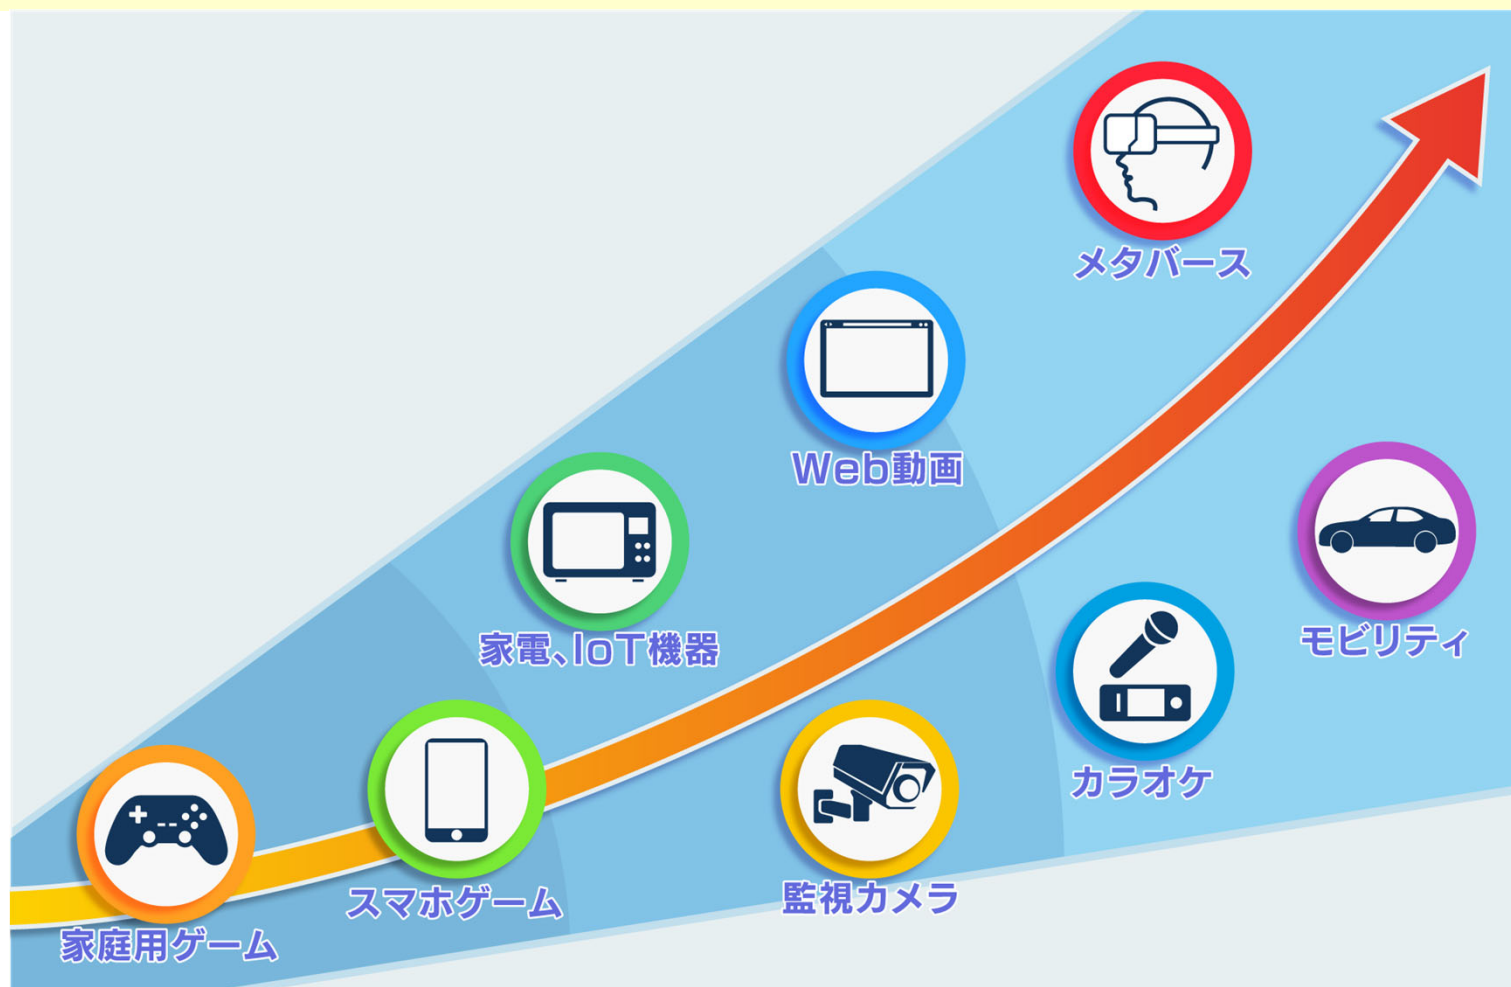 メタバース
Web動画
家電、IoT機器
モビリティ
カラオケ
監視カメラ
スマホゲーム
家庭用ゲーム